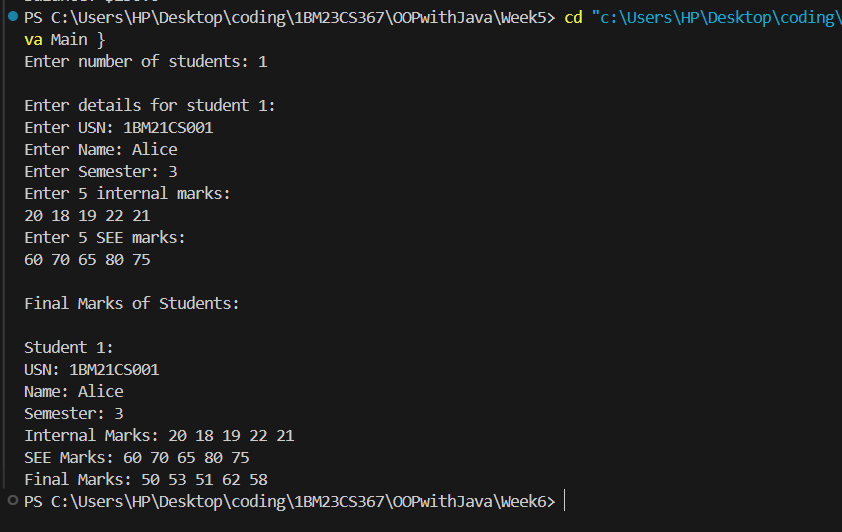 PS C:\Users\HP\Desktop\coding\1BM23CS367\OOPwithJava\Week5> cd "c:\Users\HP\Desktop\coding\
va Main }
Enter number of students: 1
Enter details for student 1:
Enter USN: 1BM21CS001
Enter Name: Alice
Enter Semester: 3
Enter 5 internal marks:
20 18 19 22 21
Enter 5 SEE marks:
60 70 65 80 75
Final Marks of Students:
Student 1:
USN: 1BM21CS001
Name: Alice
Semester: 3
Internal Marks: 20 18 19 22 21
SEE Marks: 60 70 65 80 75
Final Marks: 50 53 51 62 58
PS C:\Users\HP\Desktop\coding\1BM23CS367\OOPwithJava\Week6>